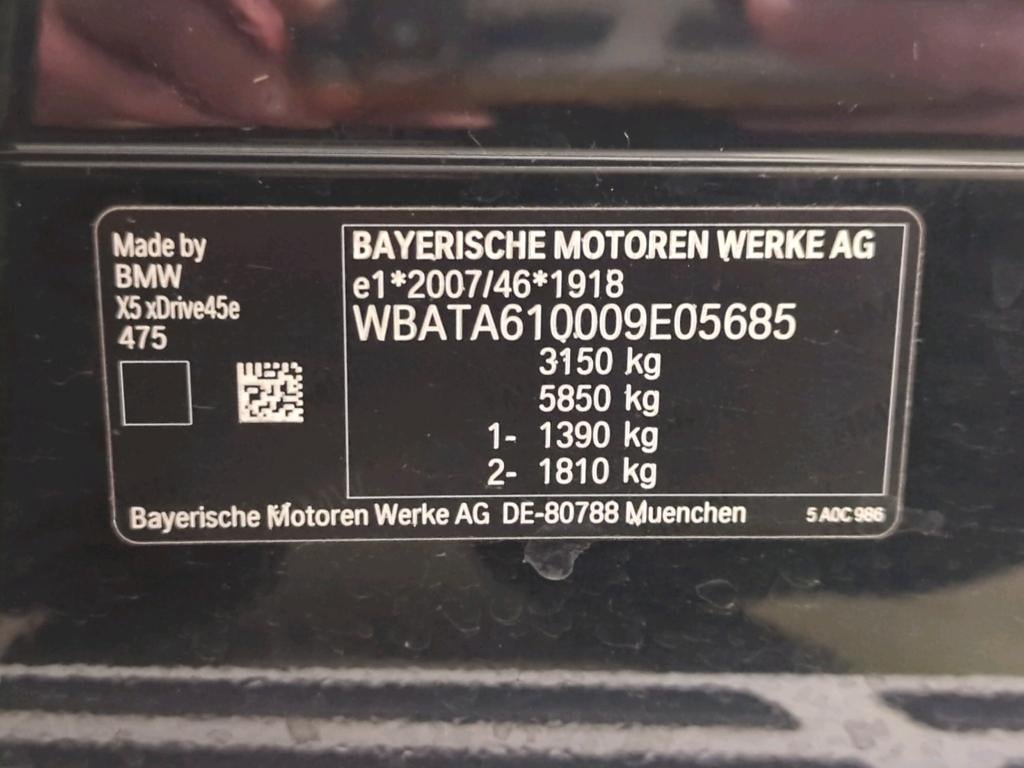 Made by
BMW
X5 xDrive45e
475
BAYERISCHE MOTOREN WERKE AG
e1*2007/46*1918
WBATA610009E05685
3150 kg
5850 kg
1- 1390 kg
2- 1810 kg
Bayerische Motoren Werke AG DE-80788 Muenchen
5 A0C 986